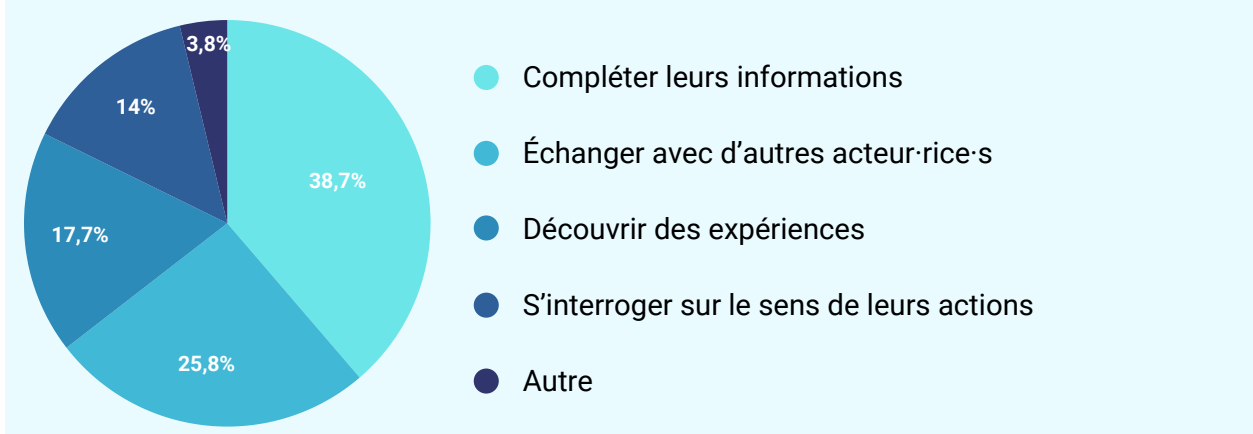 3,8%
14%
38,7%
17,7%
25,8%
Compléter leurs informations
Échanger avec d’autres acteur·rice·s
Découvrir des expériences
S’interroger sur le sens de leurs actions
Autre